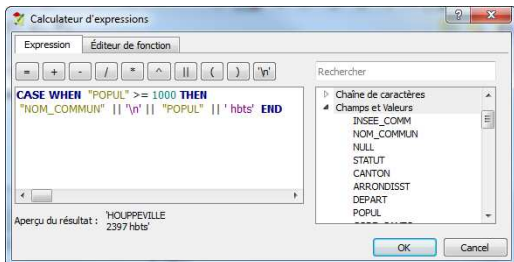 Calculateur d'expressions
Expression
Éditeur de fonction
= + - / * ^ || ( ) '\n'
Rechercher
CASE WHEN "POPUL" >= 1000 THEN
"NOM_COMMUN" || '\n' || "POPUL" || ' hbts' END
Chaîne de caractères
Champs et Valeurs
INSEE_COMM
NOM_COMMUN
NULL
STATUT
CANTON
ARRONDISST
DEPART
POPUL
Aperçu du résultat : 'HOUPPEVILLE
2397 hbts'
OK
Cancel